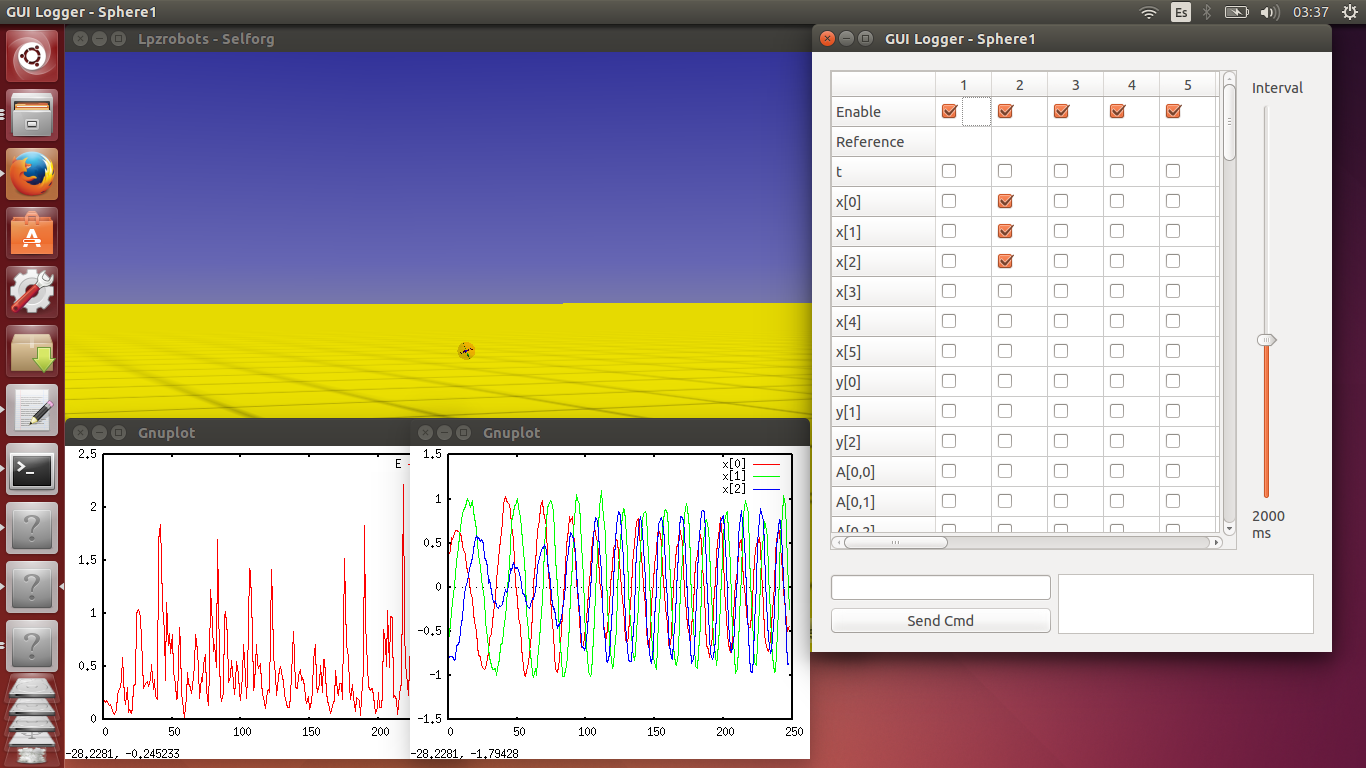 GUI Logger - Sphere1
Es
03:37
Lpzrobots - Selforg
GUI Logger - Sphere1
1 2 3 4 5
Enable
Reference
t
x[0]
x[1]
x[2]
x[3]
x[4]
x[5]
y[0]
y[1]
y[2]
A[0,0]
A[0,1]
A[0,2]
Interval
2000
ms
Send Cmd
Gnuplot
2.5
2
1.5
1
0.5
0
0 50 100 150 200
E
-28.2281, -0.245233
Gnuplot
1.5
1
0.5
0
-0.5
-1
-1.5
0 50 100 150 200 250
x[0]
x[1]
x[2]
-28.2281, -1.79428